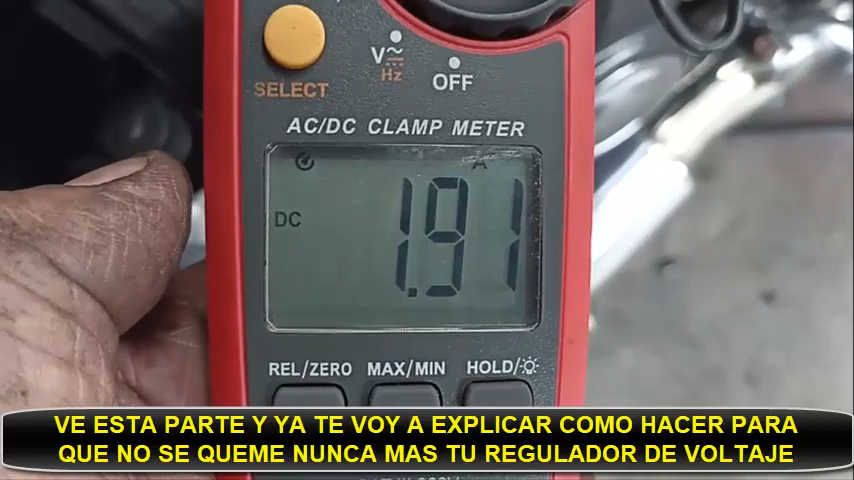 V
Hz
OFF
SELECT
AC/DC CLAMP METER
A
DC
1.91
REL/ZERO MAX/MIN HOLD/
VE ESTA PARTE Y YA TE VOY A EXPLICAR COMO HACER PARA
QUE NO SE QUEME NUNCA MAS TU REGULADOR DE VOLTAJE